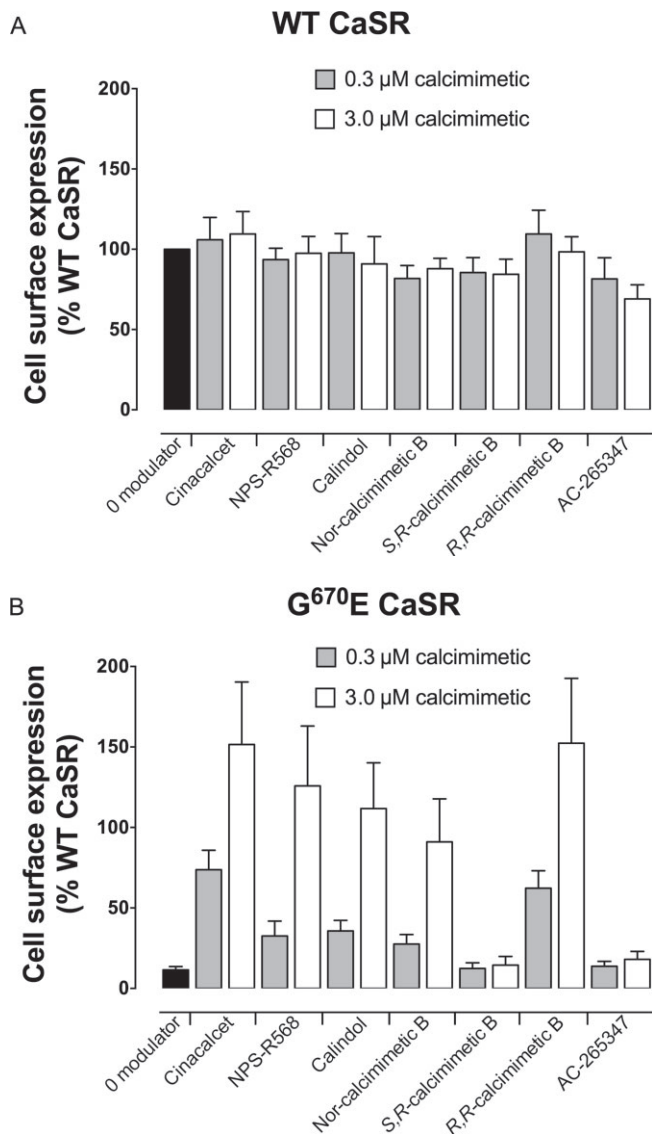 A
WT CaSR
0.3 µM calcimimetic
3.0 µM calcimimetic
200
150
100
50
0
Cell surface expression
(% WT CaSR)
0 modulator
Cinacalcet
NPS-R568
Calindol
Nor-calcimimetic B
S,R-calcimimetic B
R,R-calcimimetic B
AC-265347
B
G⁶⁷⁰E CaSR
0.3 µM calcimimetic
3.0 µM calcimimetic
200
150
100
50
0
Cell surface expression
(% WT CaSR)
0 modulator
Cinacalcet
NPS-R568
Calindol
Nor-calcimimetic B
S,R-calcimimetic B
R,R-calcimimetic B
AC-265347